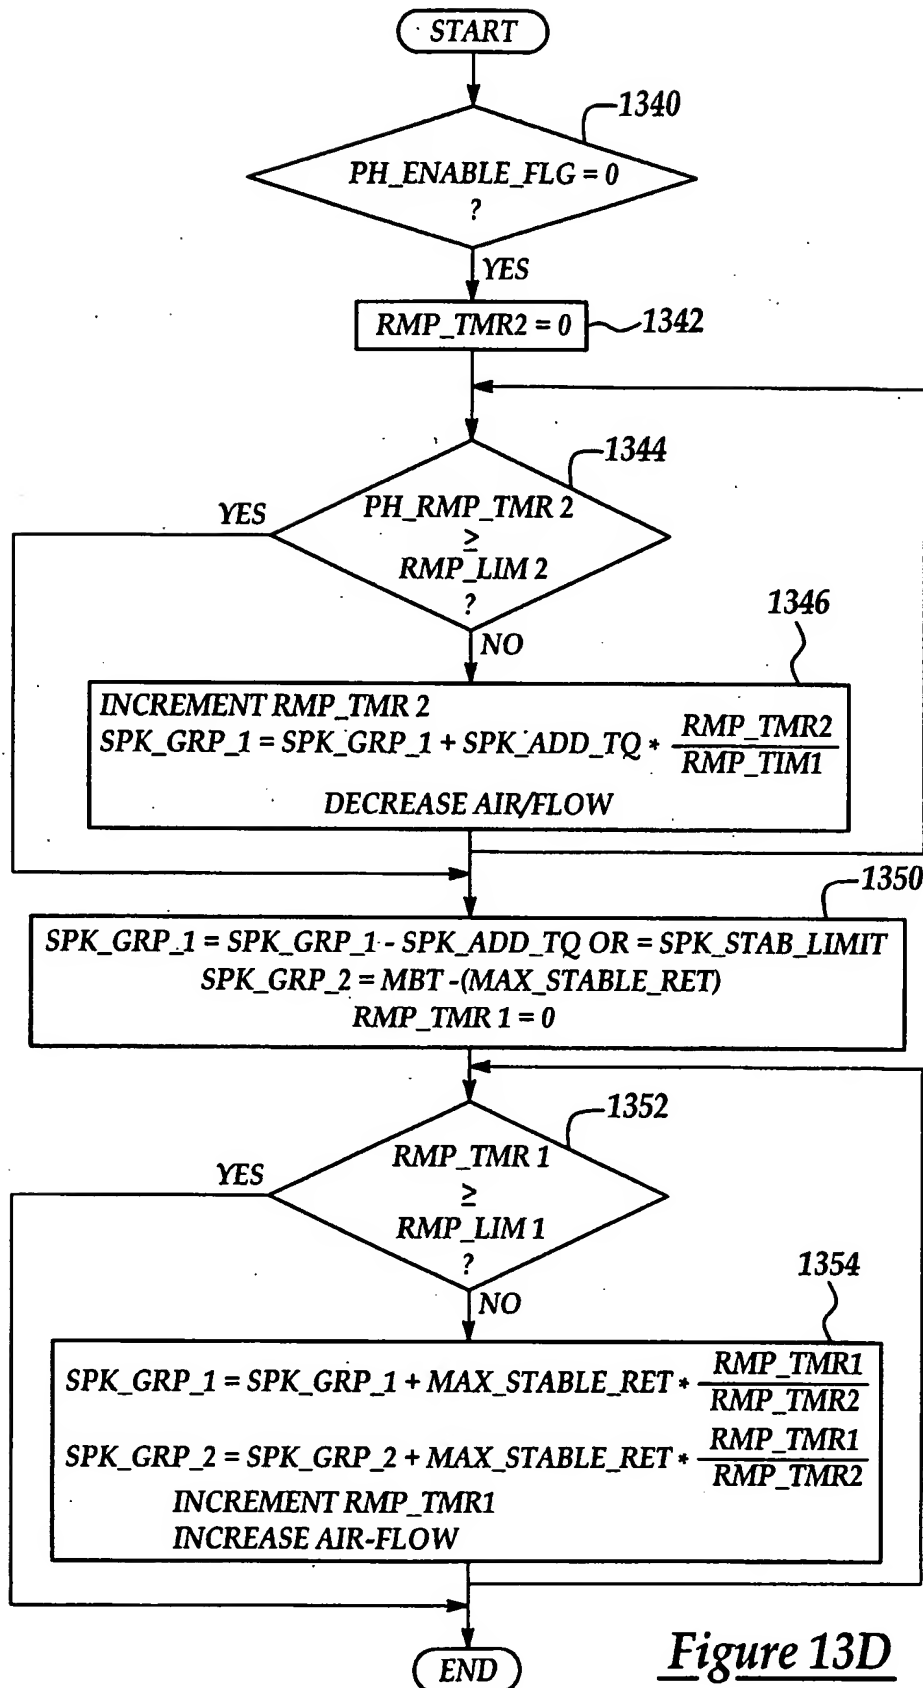 START
1340
PH_ENABLE_FLG = 0
?
YES
RMP_TMR2 = 0
1342
1344
YES
PH_RMP_TMR 2
≥
RMP_LIM 2
?
NO
1346
INCREMENT RMP_TMR 2
SPK_GRP_1 = SPK_GRP_1 + SPK_ADD_TQ * RMP_TMR2
RMP_TIM1
DECREASE AIR/FLOW
1350
SPK_GRP_1 = SPK_GRP_1 - SPK_ADD_TQ OR = SPK_STAB_LIMIT
SPK_GRP_2 = MBT -(MAX_STABLE_RET)
RMP_TMR 1 = 0
1352
YES
RMP_TMR 1
≥
RMP_LIM 1
?
NO
1354
SPK_GRP_1 = SPK_GRP_1 + MAX_STABLE_RET * RMP_TMR1
RMP_TMR2
SPK_GRP_2 = SPK_GRP_2 + MAX_STABLE_RET * RMP_TMR1
RMP_TMR2
INCREMENT RMP_TMR1
INCREASE AIR-FLOW
END
Figure 13D